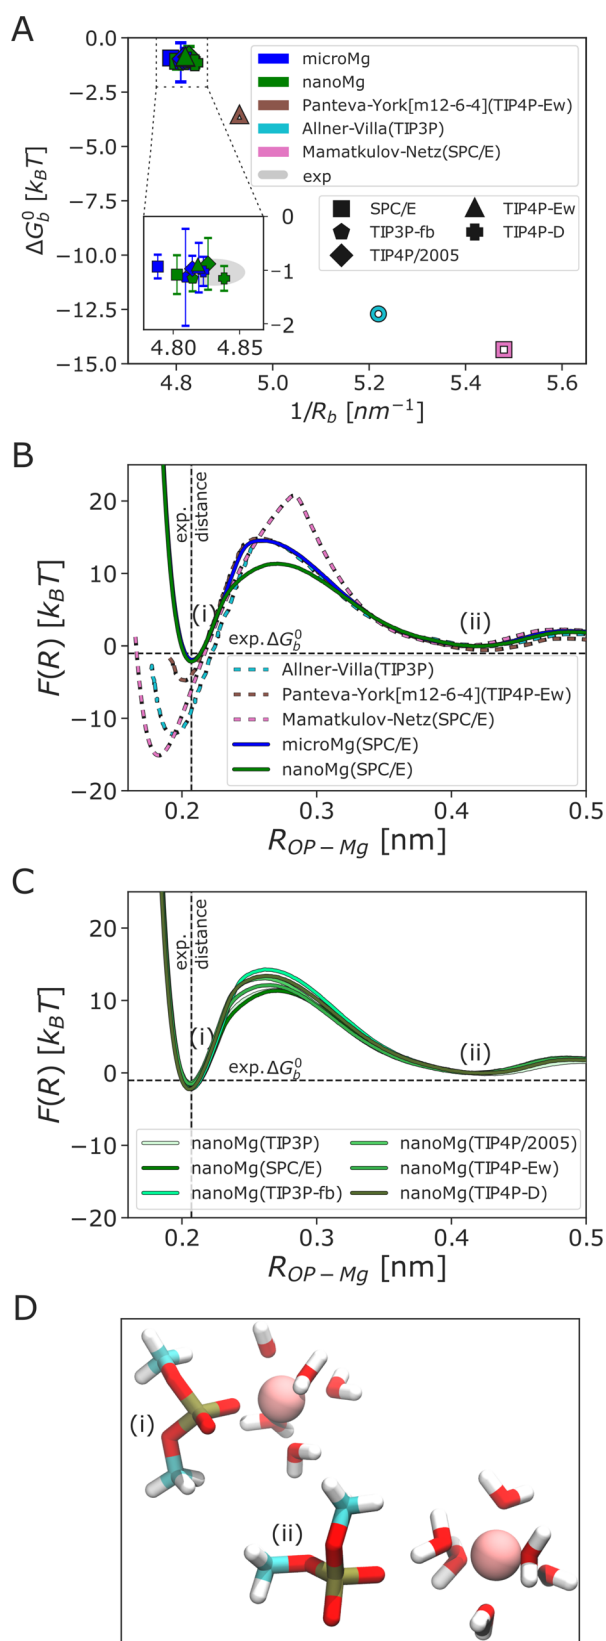 A
0.0
−2.5
−5.0
−7.5
−10.0
−12.5
−15.0
ΔG_b^0 [k_BT]
microMg
nanoMg
Panteva-York[m12-6-4](TIP4P-Ew)
Allner-Villa(TIP3P)
Mamatkulov-Netz(SPC/E)
exp
SPC/E
TIP4P-Ew
TIP3P-fb
TIP4P-D
TIP4P/2005
0
−1
−2
4.80 4.85
4.8 5.0 5.2 5.4 5.6
1/R_b [nm⁻¹]
B
20
10
0
−10
−20
F(R) [k_BT]
exp.
distance
(i)
(ii)
exp. ΔG_b^0
Allner-Villa(TIP3P)
Panteva-York[m12-6-4](TIP4P-Ew)
Mamatkulov-Netz(SPC/E)
microMg(SPC/E)
nanoMg(SPC/E)
0.2 0.3 0.4 0.5
R_{OP−Mg} [nm]
C
20
10
0
−10
−20
F(R) [k_BT]
exp.
distance
(i)
(ii)
exp. ΔG_b^0
nanoMg(TIP3P) nanoMg(TIP4P/2005)
nanoMg(SPC/E) nanoMg(TIP4P-Ew)
nanoMg(TIP3P-fb) nanoMg(TIP4P-D)
0.2 0.3 0.4 0.5
R_{OP−Mg} [nm]
D
(i)
(ii)